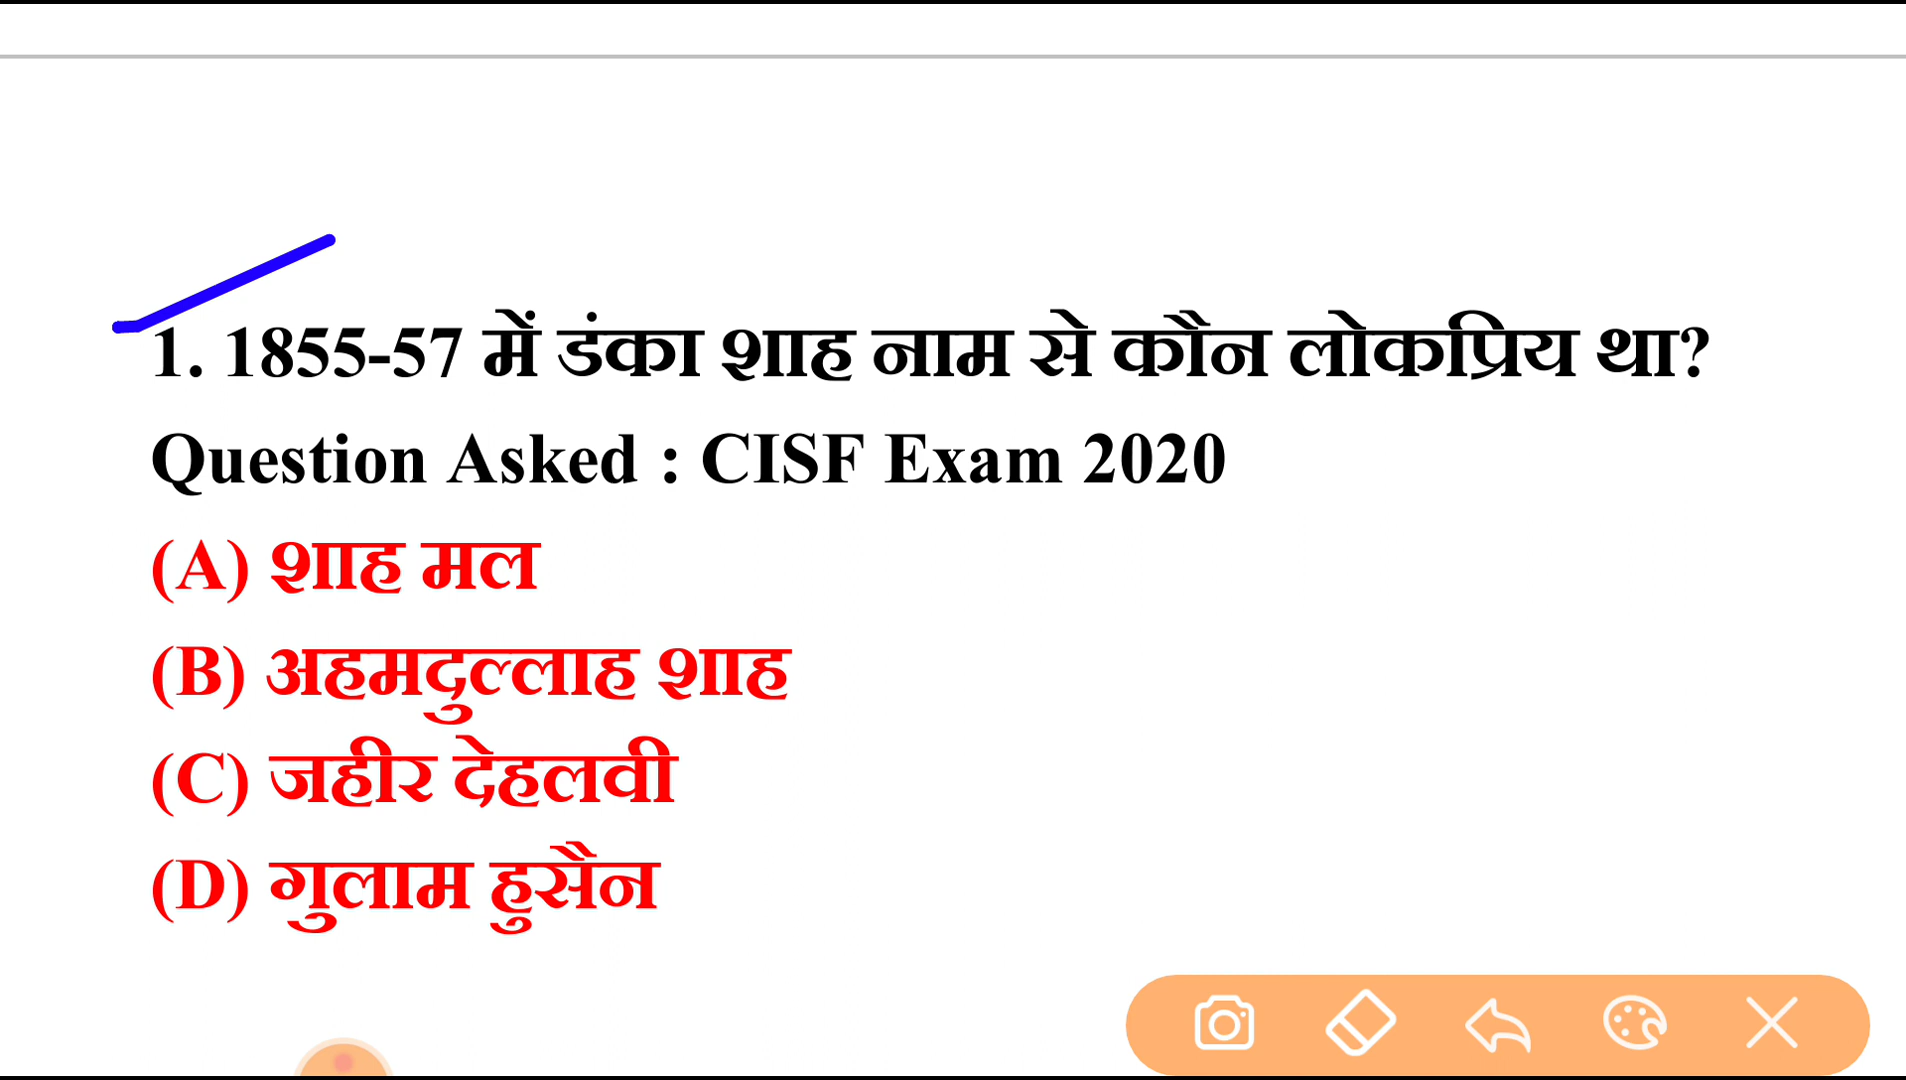 1. 1855-57 में डंका शाह नाम से कौन लोकप्रिय था?
Question Asked : CISF Exam 2020
(A) शाह मल
(B) अहमदुल्लाह शाह
(C) जहीर देहलवी
(D) गुलाम हुसैन